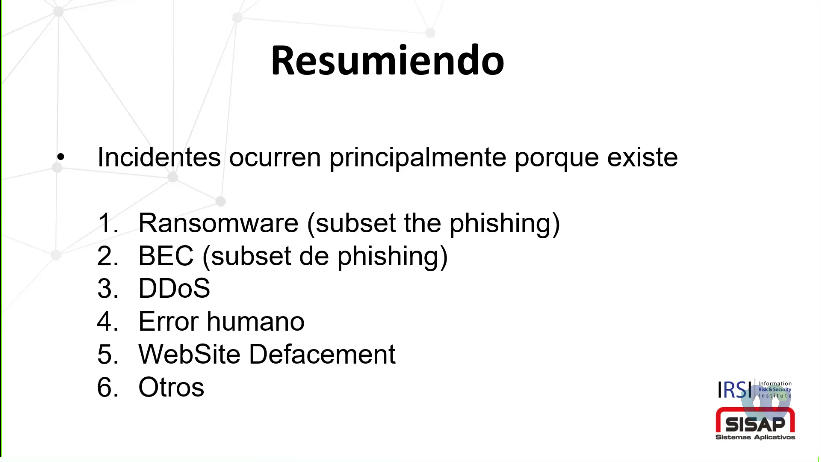 Resumiendo
• Incidentes ocurren principalmente porque existe
1. Ransomware (subset the phishing)
2. BEC (subset de phishing)
3. DDoS
4. Error humano
5. WebSite Defacement
6. Otros
IRSI Information
Risk & Security
Institute
SISAP
Sistemas Aplicativos